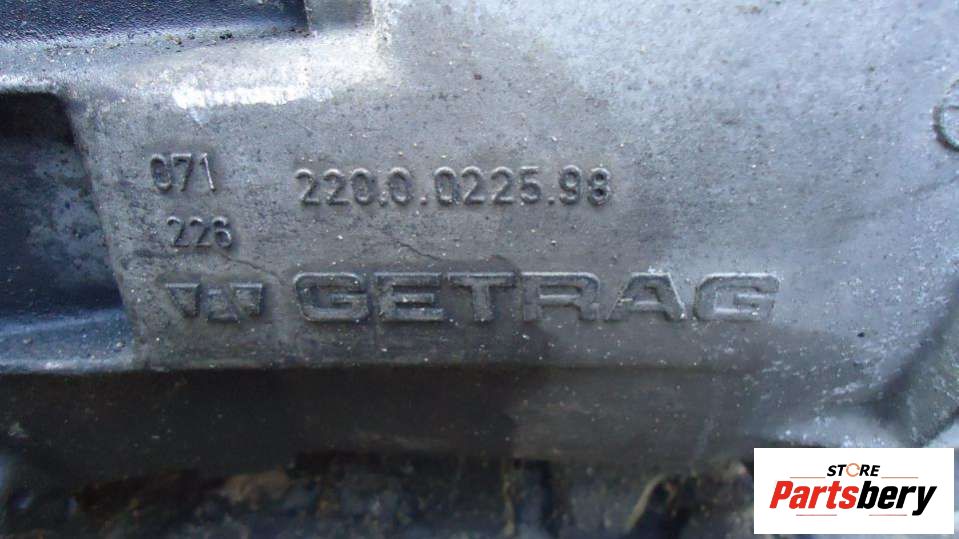 071 220.0.0225.98
226
GETRAG
STORE
Partsbery